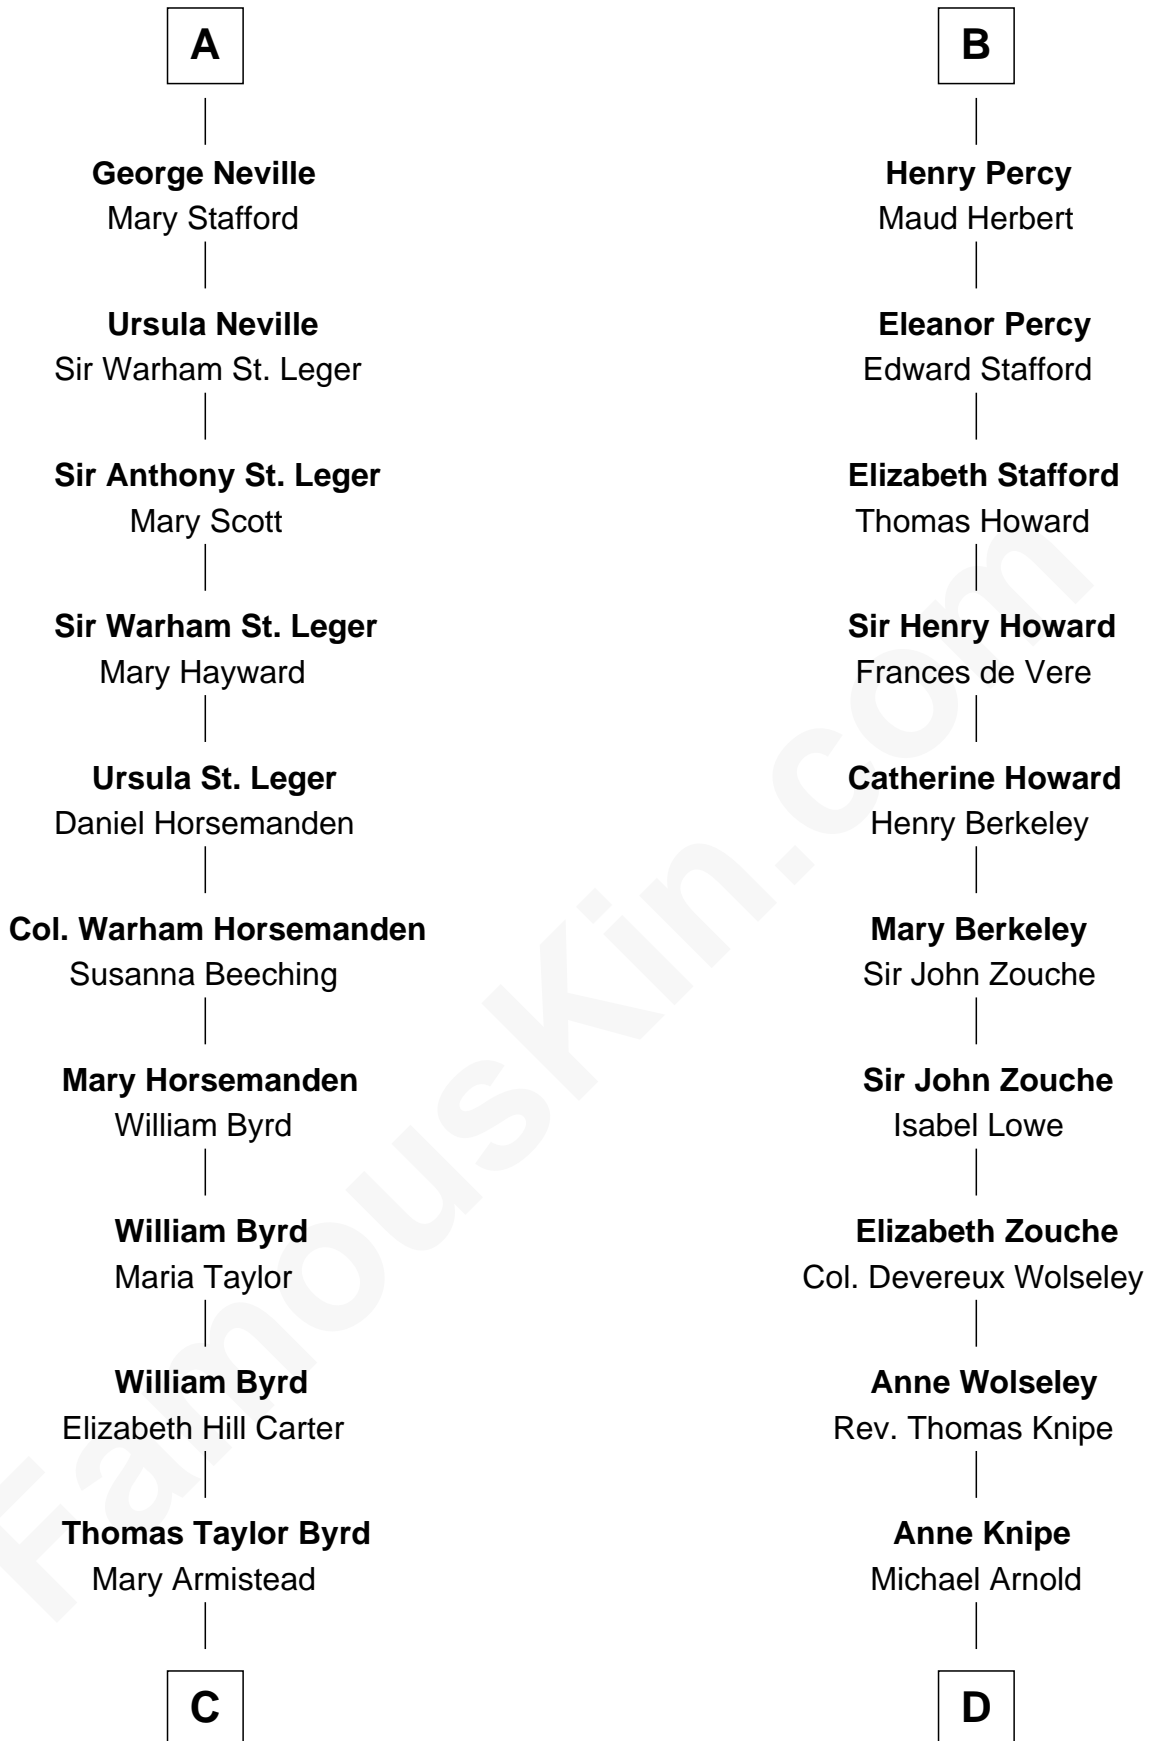 A
George Neville
Mary Stafford
Ursula Neville
Sir Warham St. Leger
Sir Anthony St. Leger
Mary Scott
Sir Warham St. Leger
Mary Hayward
Ursula St. Leger
Daniel Horsemanden
Col. Warham Horsemanden
Susanna Beeching
Mary Horsemanden
William Byrd
William Byrd
Maria Taylor
William Byrd
Elizabeth Hill Carter
Thomas Taylor Byrd
Mary Armistead
C
B
Henry Percy
Maud Herbert
Eleanor Percy
Edward Stafford
Elizabeth Stafford
Thomas Howard
Sir Henry Howard
Frances de Vere
Catherine Howard
Henry Berkeley
Mary Berkeley
Sir John Zouche
Sir John Zouche
Isabel Lowe
Elizabeth Zouche
Col. Devereux Wolseley
Anne Wolseley
Rev. Thomas Knipe
Anne Knipe
Michael Arnold
D
FamousKin.com